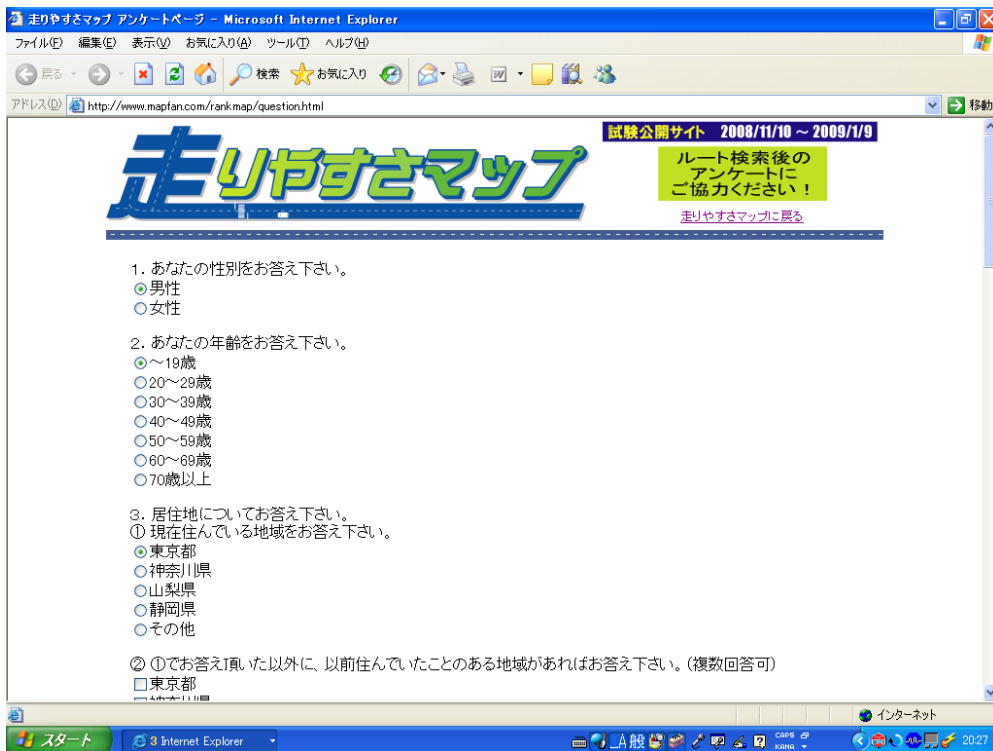 走りやすさマップ アンケートページ - Microsoft Internet Explorer
ファイル(F) 編集(E) 表示(V) お気に入り(A) ツール(T) ヘルプ(H)
戻る 検索 お気に入り
アドレス(D) http://www.mapfan.com/rankmap/question.html 移動
走りやすさマップ
試験公開サイト 2008/11/10 ~ 2009/1/9
ルート検索後の
アンケートに
ご協力ください!
走りやすさマップに戻る
1. あなたの性別をお答え下さい。
男性
女性
2. あなたの年齢をお答え下さい。
~19歳
20~29歳
30~39歳
40~49歳
50~59歳
60~69歳
70歳以上
3. 居住地についてお答え下さい。
① 現在住んでいる地域をお答え下さい。
東京都
神奈川県
山梨県
静岡県
その他
② ①でお答え頂いた以外に、以前住んでいたことのある地域があればお答え下さい。(複数回答可)
東京都
インターネット
スタート 3 Internet Explorer A 般 CAPS KANA 20:27